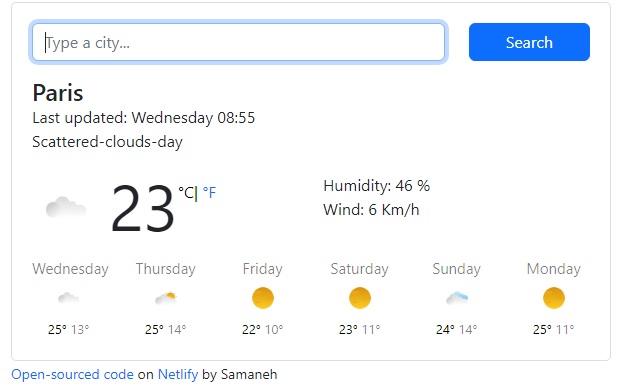 Type a city...
Search
Paris
Last updated: Wednesday 08:55
Scattered-clouds-day
23 °C| °F
Humidity: 46 %
Wind: 6 Km/h
Wednesday Thursday Friday Saturday Sunday Monday
25° 13° 25° 14° 22° 10° 23° 11° 24° 14° 25° 11°
Open-sourced code on Netlify by Samaneh